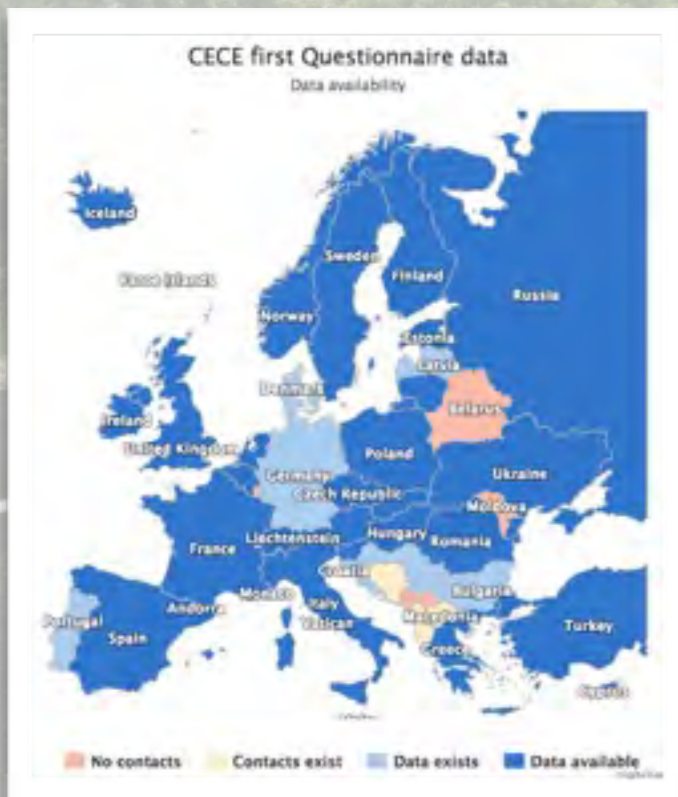 CECE first Questionnaire data
Data availability
Iceland
Sweden
Finland
Faroe Islands
Russia
Norway
Estonia
Latvia
Denmark
Belarus
Ireland
United Kingdom
Poland
Germany
Ukraine
Czech Republic
Moldova
Liechtenstein
Hungary
France
Romania
Croatia
Monaco
Bulgaria
Andorra
Italy
Portugal
Macedonia
Vatican
Spain
Turkey
Greece
Cyprus
No contacts
Contacts exist
Data exists
Data available